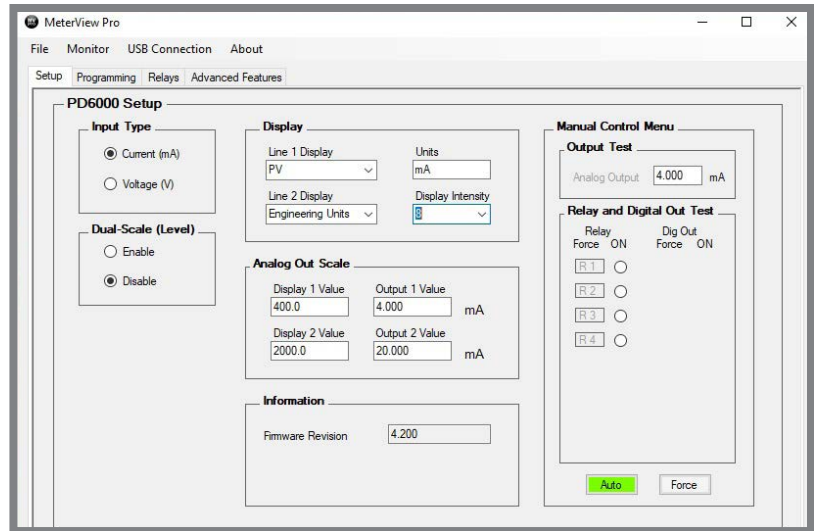 MeterView Pro
File Monitor USB Connection About
Setup Programming Relays Advanced Features
PD6000 Setup
Input Type
Current (mA)
Voltage (V)
Dual-Scale (Level)
Enable
Disable
Display
Line 1 Display Units
PV mA
Line 2 Display Display Intensity
Engineering Units 8
Analog Out Scale
Display 1 Value Output 1 Value
400.0 4.000 mA
Display 2 Value Output 2 Value
2000.0 20.000 mA
Information
Firmware Revision 4.200
Manual Control Menu
Output Test
Analog Output 4.000 mA
Relay and Digital Out Test
Relay Dig Out
Force ON Force ON
R 1
R 2
R 3
R 4
Auto Force